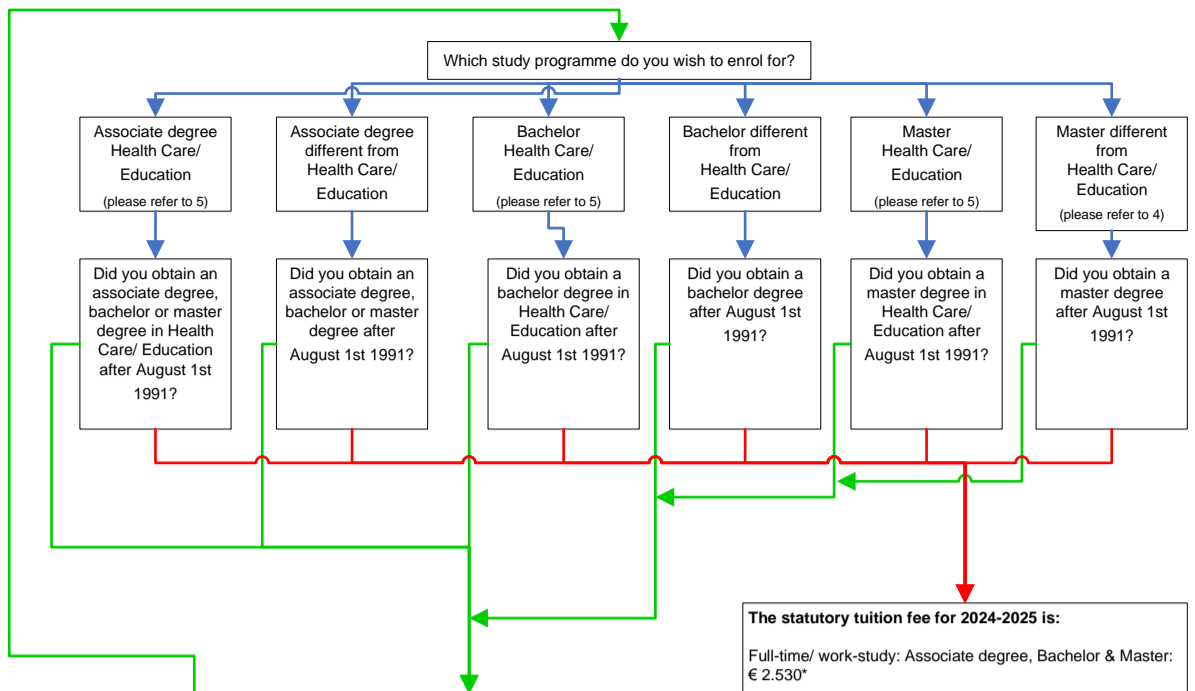 Which study programme do you wish to enrol for?
Associate degree
Health Care/
Education
(please refer to 5)
Associate degree
different from
Health Care/
Education
Bachelor
Health Care/
Education
(please refer to 5)
Bachelor different
from
Health Care/
Education
Master
Health Care/
Education
(please refer to 5)
Master different
from
Health Care/
Education
(please refer to 4)
Did you obtain an
associate degree,
bachelor or master
degree in Health
Care/ Education
after August 1st
1991?
Did you obtain an
associate degree,
bachelor or master
degree after
August 1st 1991?
Did you obtain a
bachelor degree in
Health Care/
Education after
August 1st 1991?
Did you obtain a
bachelor degree
after August 1st
1991?
Did you obtain a
master degree in
Health Care/
Education after
August 1st 1991?
Did you obtain a
master degree
after August 1st
1991?
The statutory tuition fee for 2024-2025 is:
Full-time/ work-study: Associate degree, Bachelor & Master:
€ 2.530*